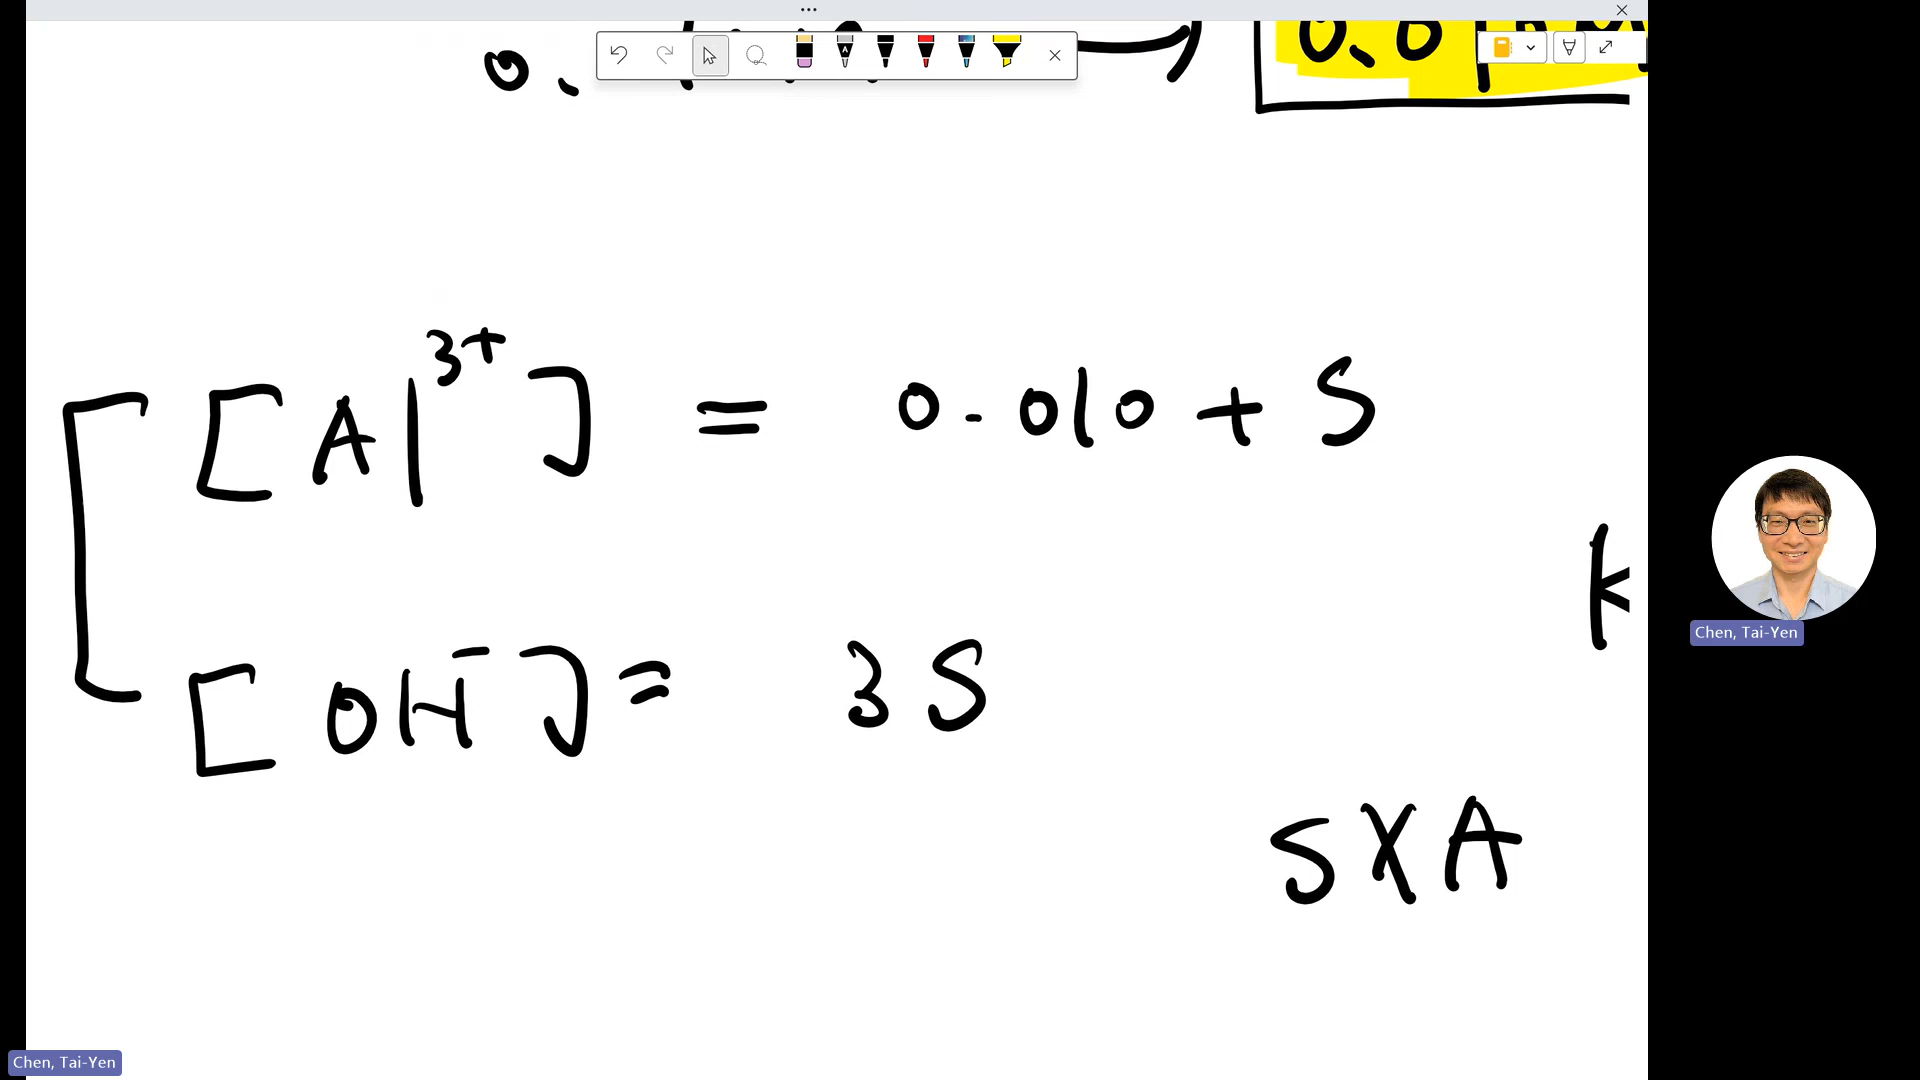 [Al³⁺] = 0.010 + S
K
[OH⁻] = 3S
SXA
Chen, Tai-Yen
Chen, Tai-Yen